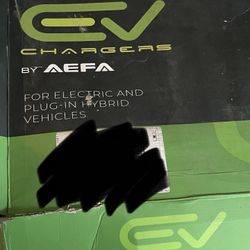 EV
CHARGERS
BY AEFA
FOR ELECTRIC AND
PLUG-IN HYBRID
VEHICLES
EV